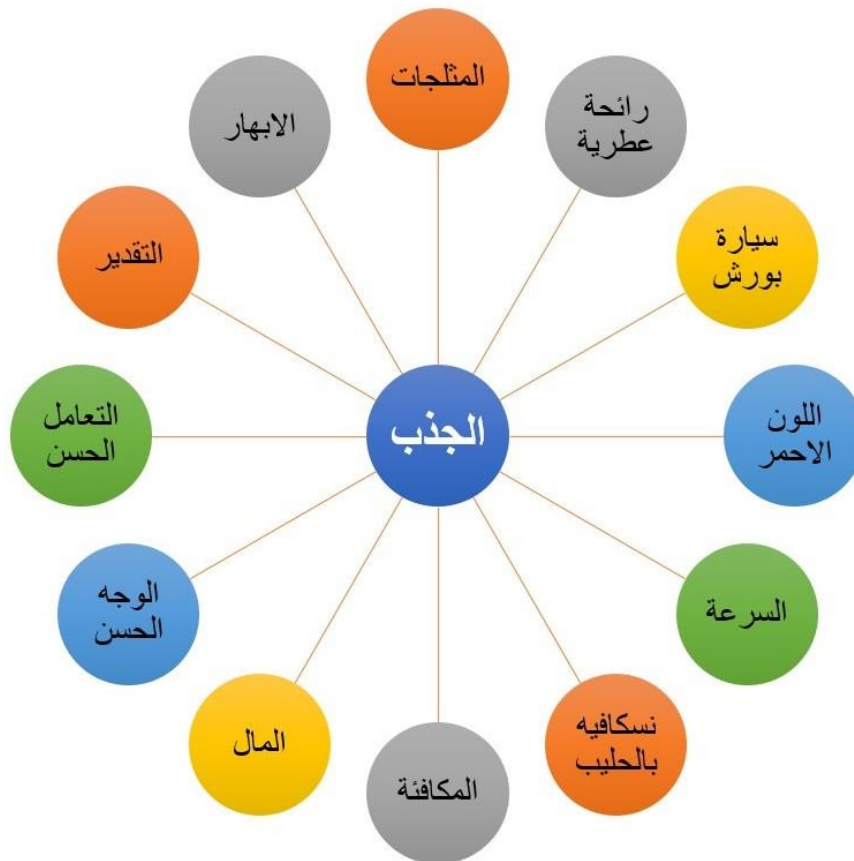 الجذب
المثلجات
رائحة
عطرية
سيارة
بورش
اللون
الاحمر
السرعة
نسكافيه
بالحليب
المكافئة
المال
الوجه
الحسن
التعامل
الحسن
التقدير
الابهار